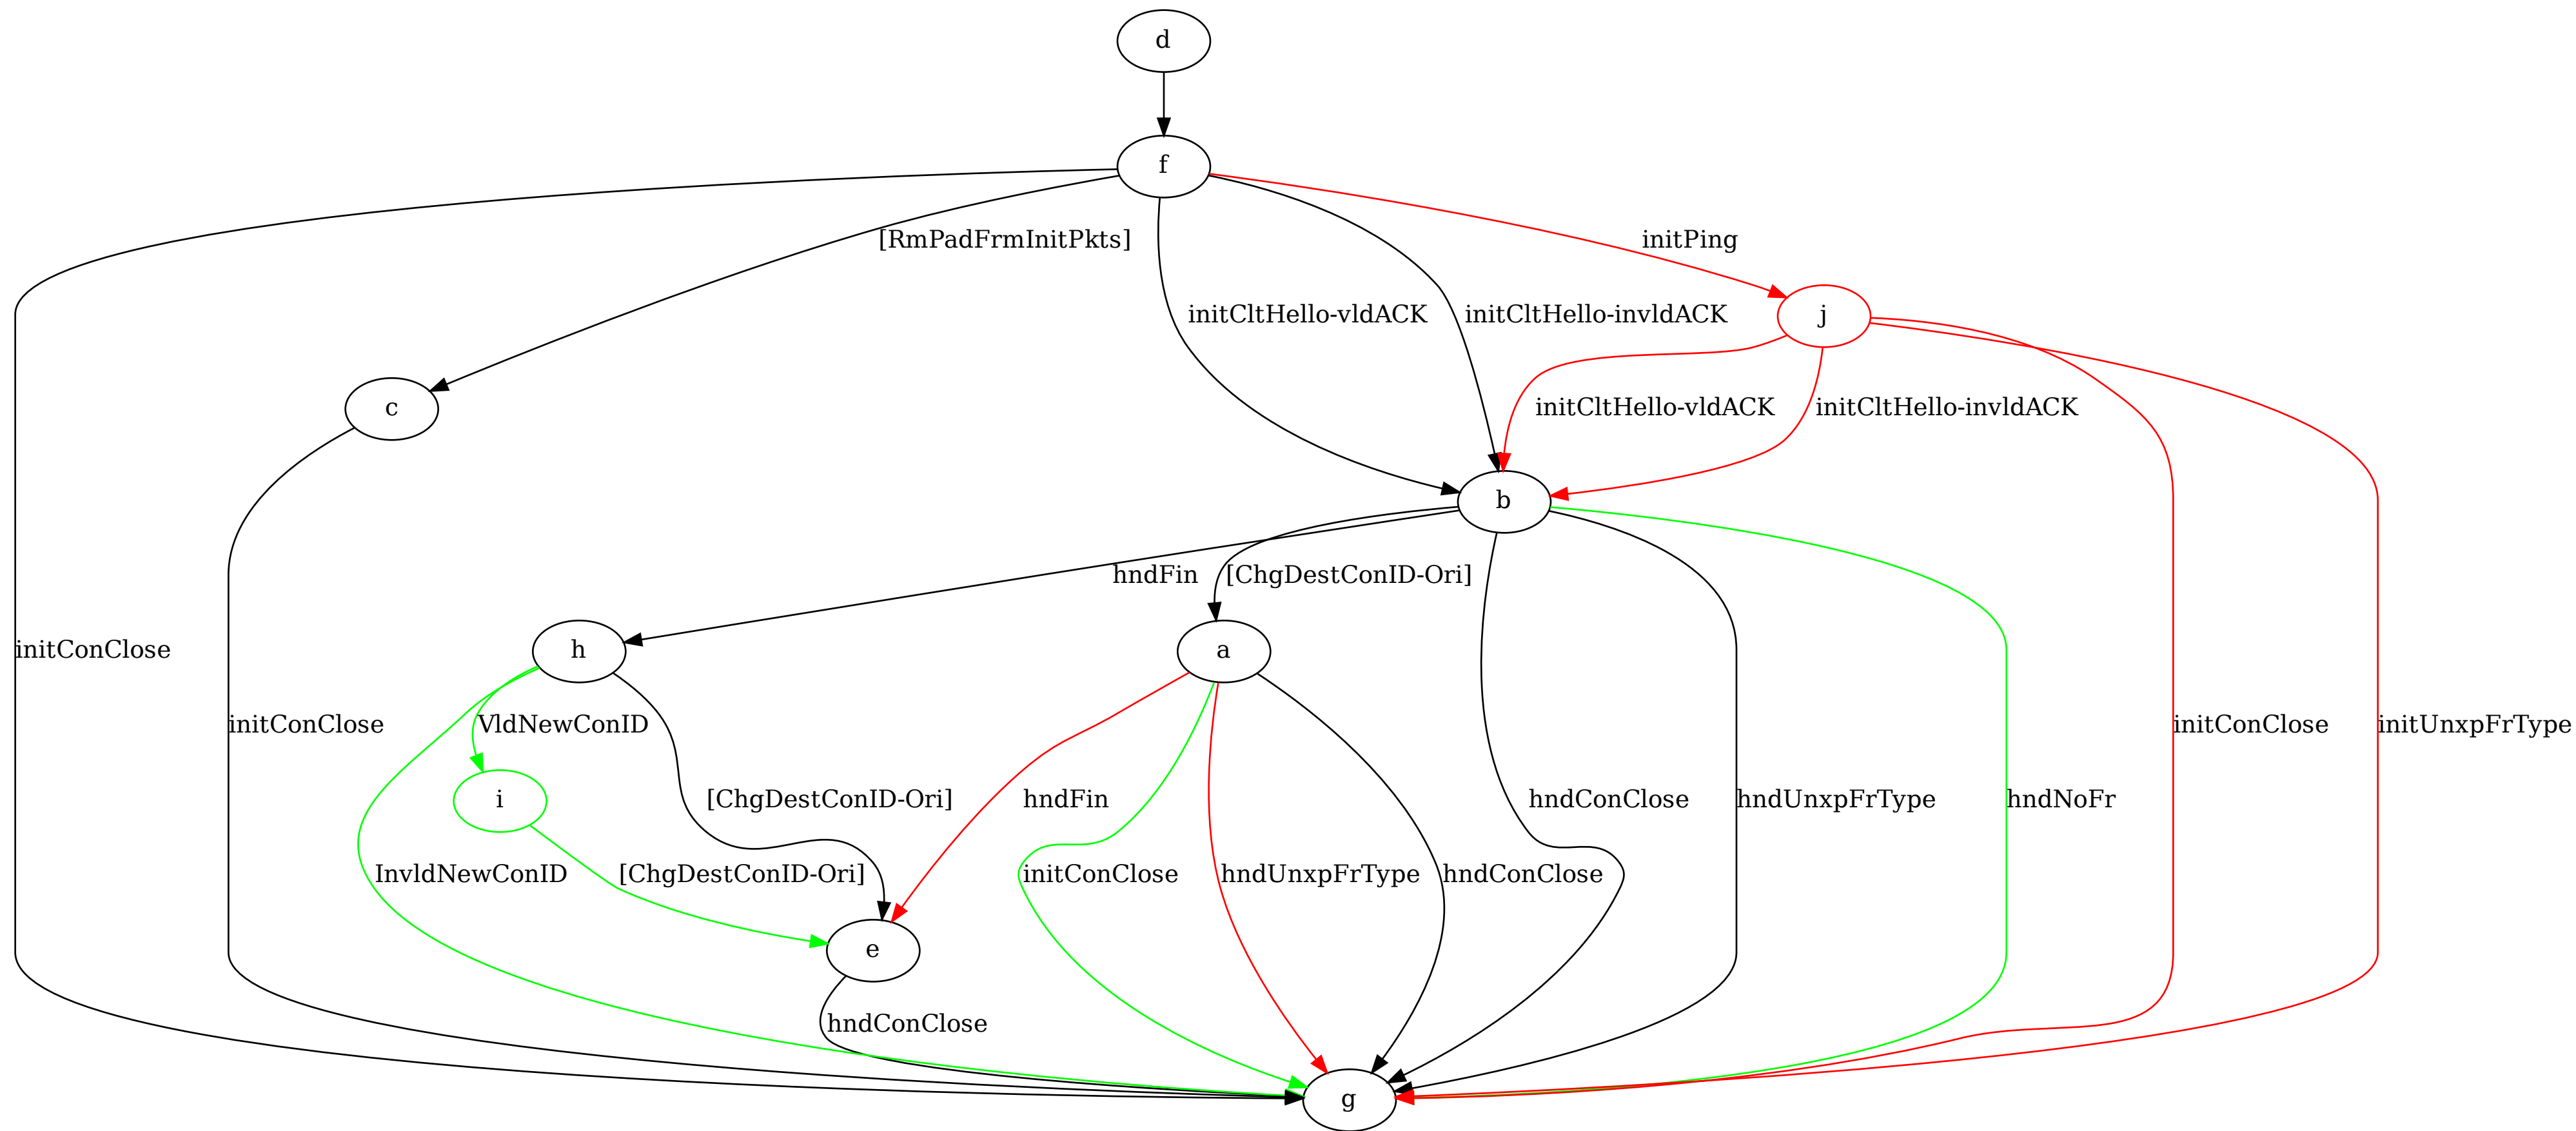 d
f
[RmPadFrmInitPkts]
initPing
initCltHello-vldACK
initCltHello-invldACK
j
c
initCltHello-vldACK
initCltHello-invldACK
b
hndFin
[ChgDestConID-Ori]
initConClose
h
a
initConClose
VldNewConID
initConClose
initUnxpFrType
i
[ChgDestConID-Ori]
hndFin
hndConClose
hndUnxpFrType
hndNoFr
InvldNewConID
[ChgDestConID-Ori]
initConClose
hndUnxpFrType
hndConClose
e
hndConClose
g